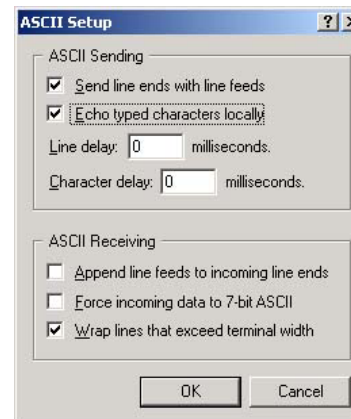 ASCII Setup
ASCII Sending
Send line ends with line feeds
Echo typed characters locally
Line delay: 0 milliseconds.
Character delay: 0 milliseconds.
ASCII Receiving
Append line feeds to incoming line ends
Force incoming data to 7-bit ASCII
Wrap lines that exceed terminal width
OK Cancel